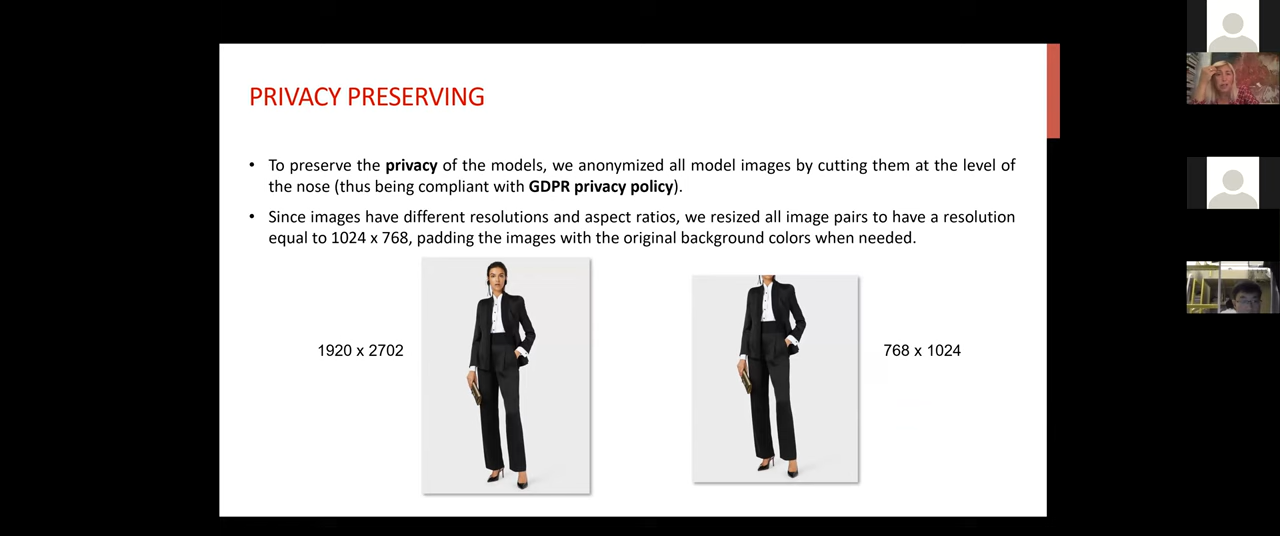 PRIVACY PRESERVING
• To preserve the privacy of the models, we anonymized all model images by cutting them at the level of
the nose (thus being compliant with GDPR privacy policy).
• Since images have different resolutions and aspect ratios, we resized all image pairs to have a resolution
equal to 1024 x 768, padding the images with the original background colors when needed.
1920 x 2702
768 x 1024